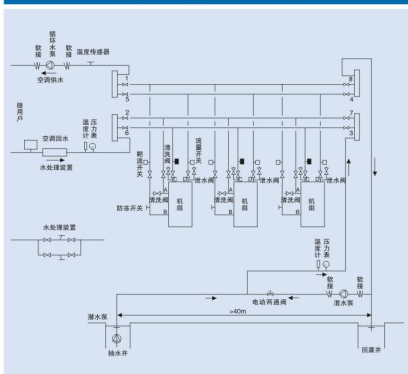 软接
循环水泵
软接
温度传感器
空调供水
1
5
8
4
接用户
温度计
压力表
空调回水
水处理装置
2
6
7
3
靶流开关
清洗阀
流量开关
C
D
泄水阀
C
D
泄水阀
C
D
泄水阀
清洗阀
A
B
机组
清洗阀
A
B
机组
清洗阀
A
B
机组
防冻开关
水处理装置
温度计
压力表
软接
软接
电动两通阀
混水泵
>40m
潜水泵
抽水井
回灌井